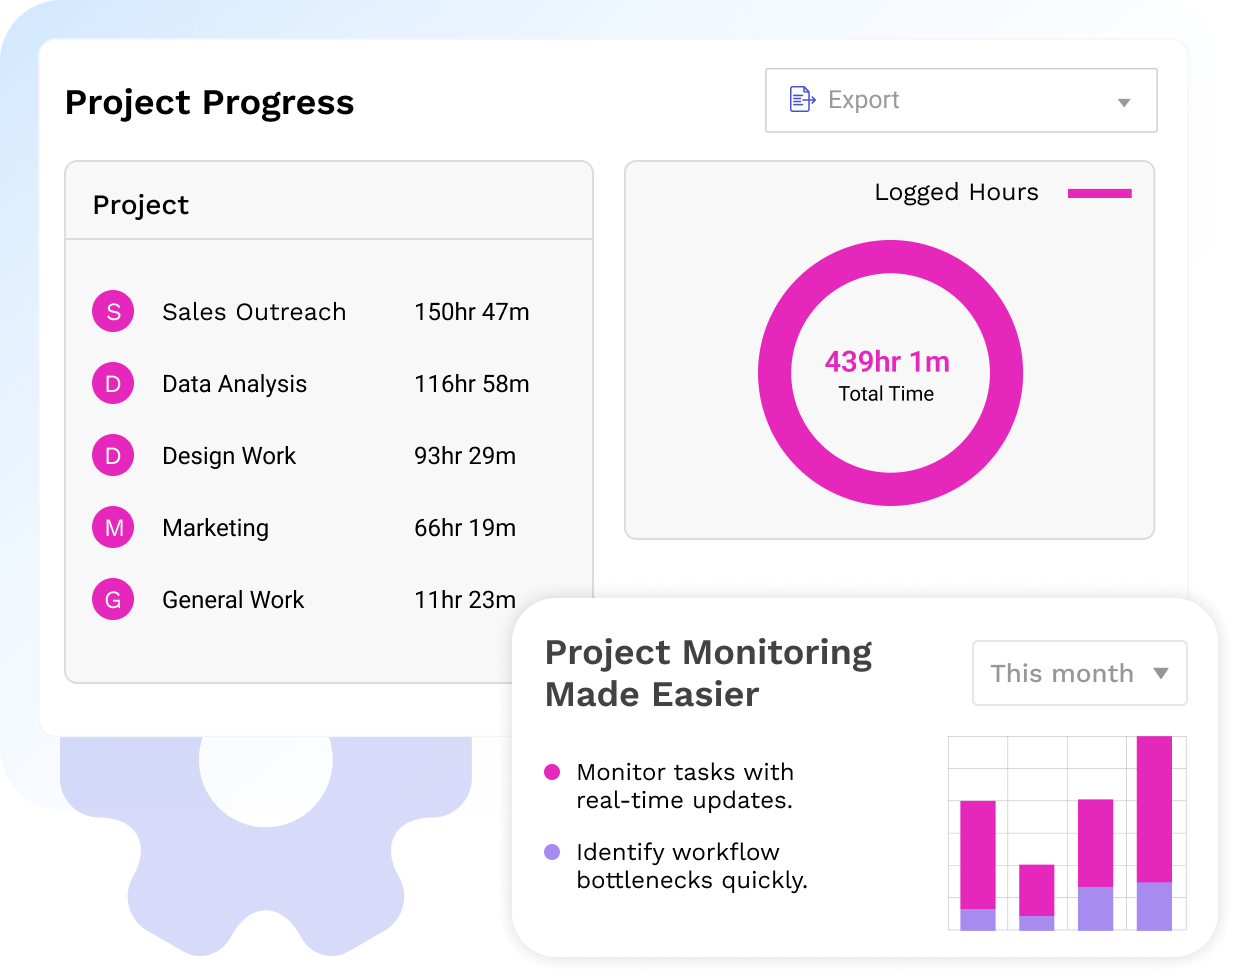 Project Progress
Export
Project
S Sales Outreach 150hr 47m
D Data Analysis 116hr 58m
D Design Work 93hr 29m
M Marketing 66hr 19m
G General Work 11hr 23m
Logged Hours
439hr 1m
Total Time
Project Monitoring
Made Easier
This month
Monitor tasks with
real-time updates.
Identify workflow
bottlenecks quickly.